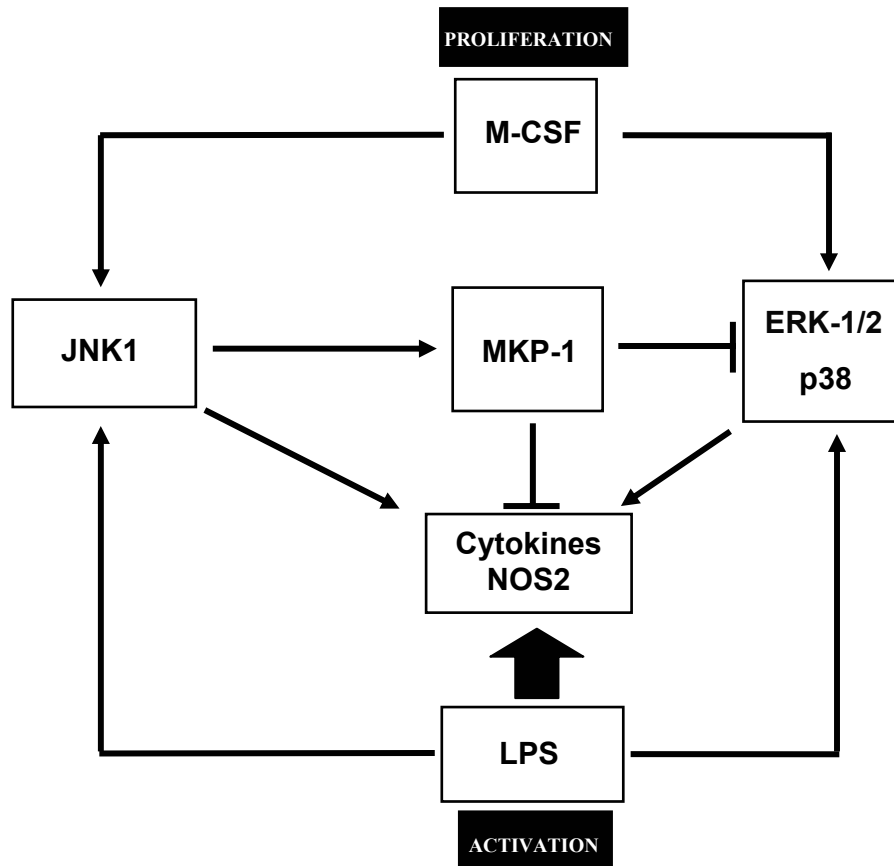 PROLIFERATION
M-CSF
JNK1
MKP-1
ERK-1/2
p38
Cytokines
NOS2
LPS
ACTIVATION